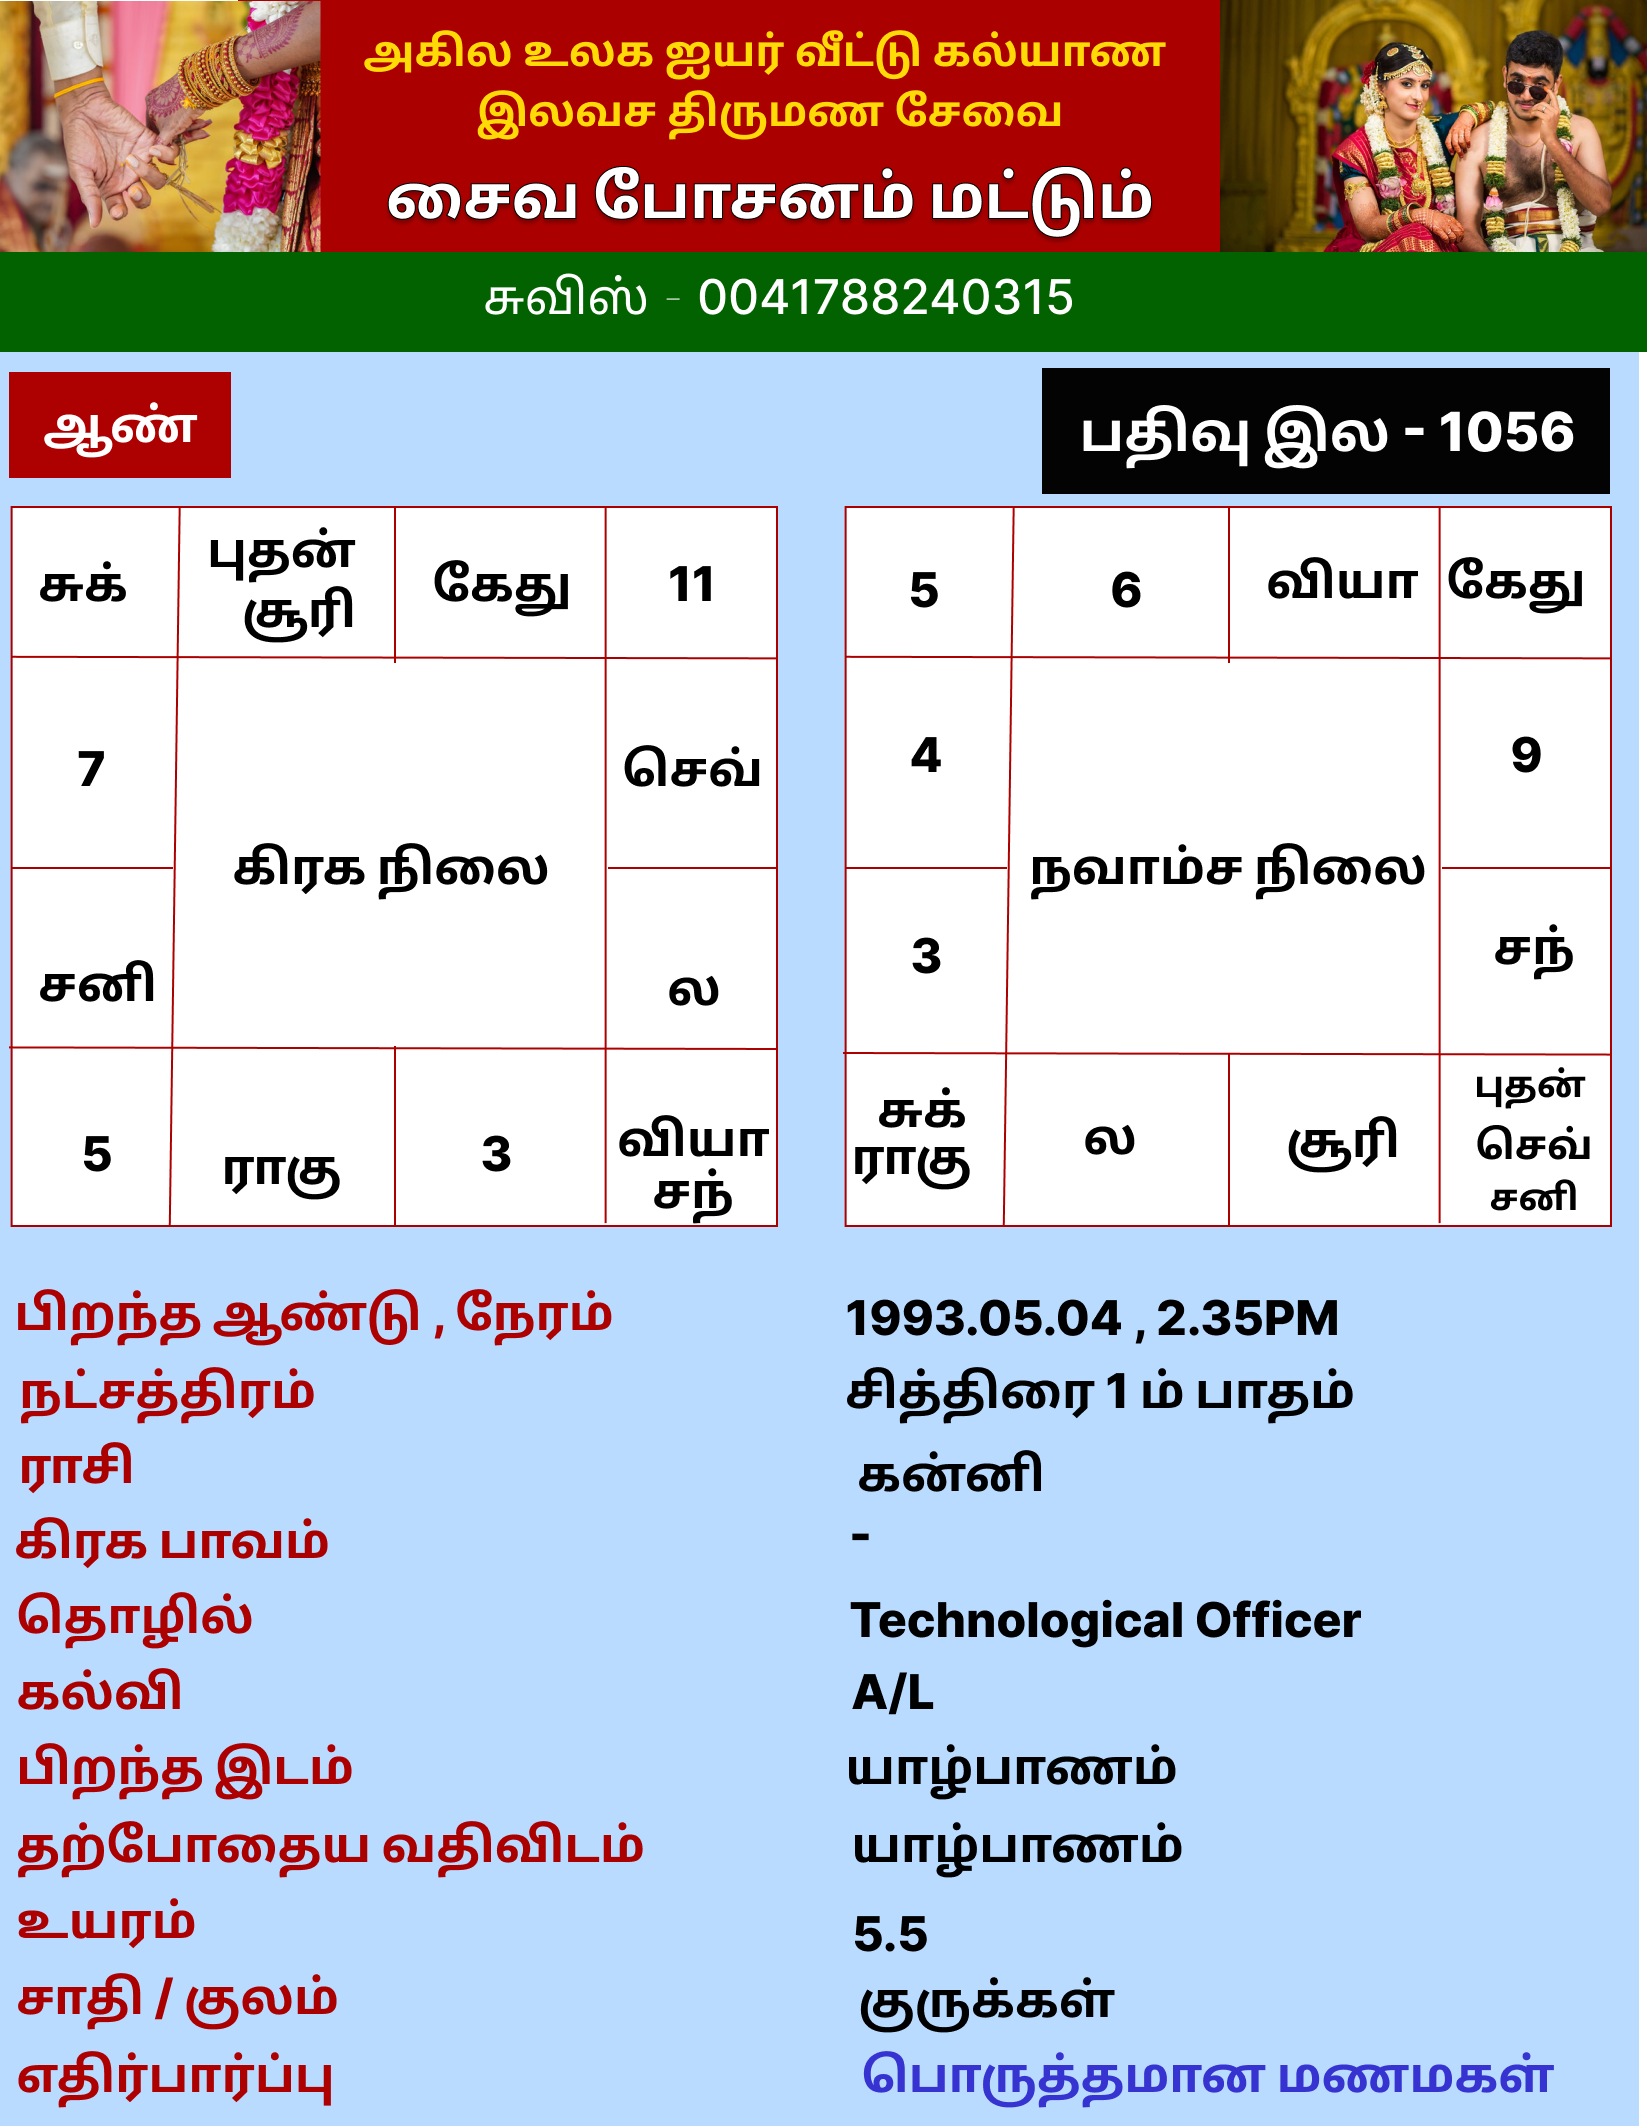 அகில உலக ஐயர் வீட்டு கல்யாண
இலவச திருமண சேவை
சைவ போசனம் மட்டும்
சுவிஸ் - 0041788240315
ஆண்
பதிவு இல - 1056
சுக்
புதன்
சூரி
கேது
11
7
செவ்
கிரக நிலை
சனி
ல
5
ராகு
3
வியா
சந்
5
6
வியா
கேது
4
9
நவாம்ச நிலை
3
சந்
சுக்
ராகு
ல
சூரி
புதன்
செவ்
சனி
பிறந்த ஆண்டு , நேரம் 1993.05.04 , 2.35PM
நட்சத்திரம் சித்திரை 1 ம் பாதம்
ராசி கன்னி
கிரக பாவம் -
தொழில் Technological Officer
கல்வி A/L
பிறந்த இடம் யாழ்பாணம்
தற்போதைய வதிவிடம் யாழ்பாணம்
உயரம் 5.5
சாதி / குலம் குருக்கள்
எதிர்பார்ப்பு பொருத்தமான மணமகள்